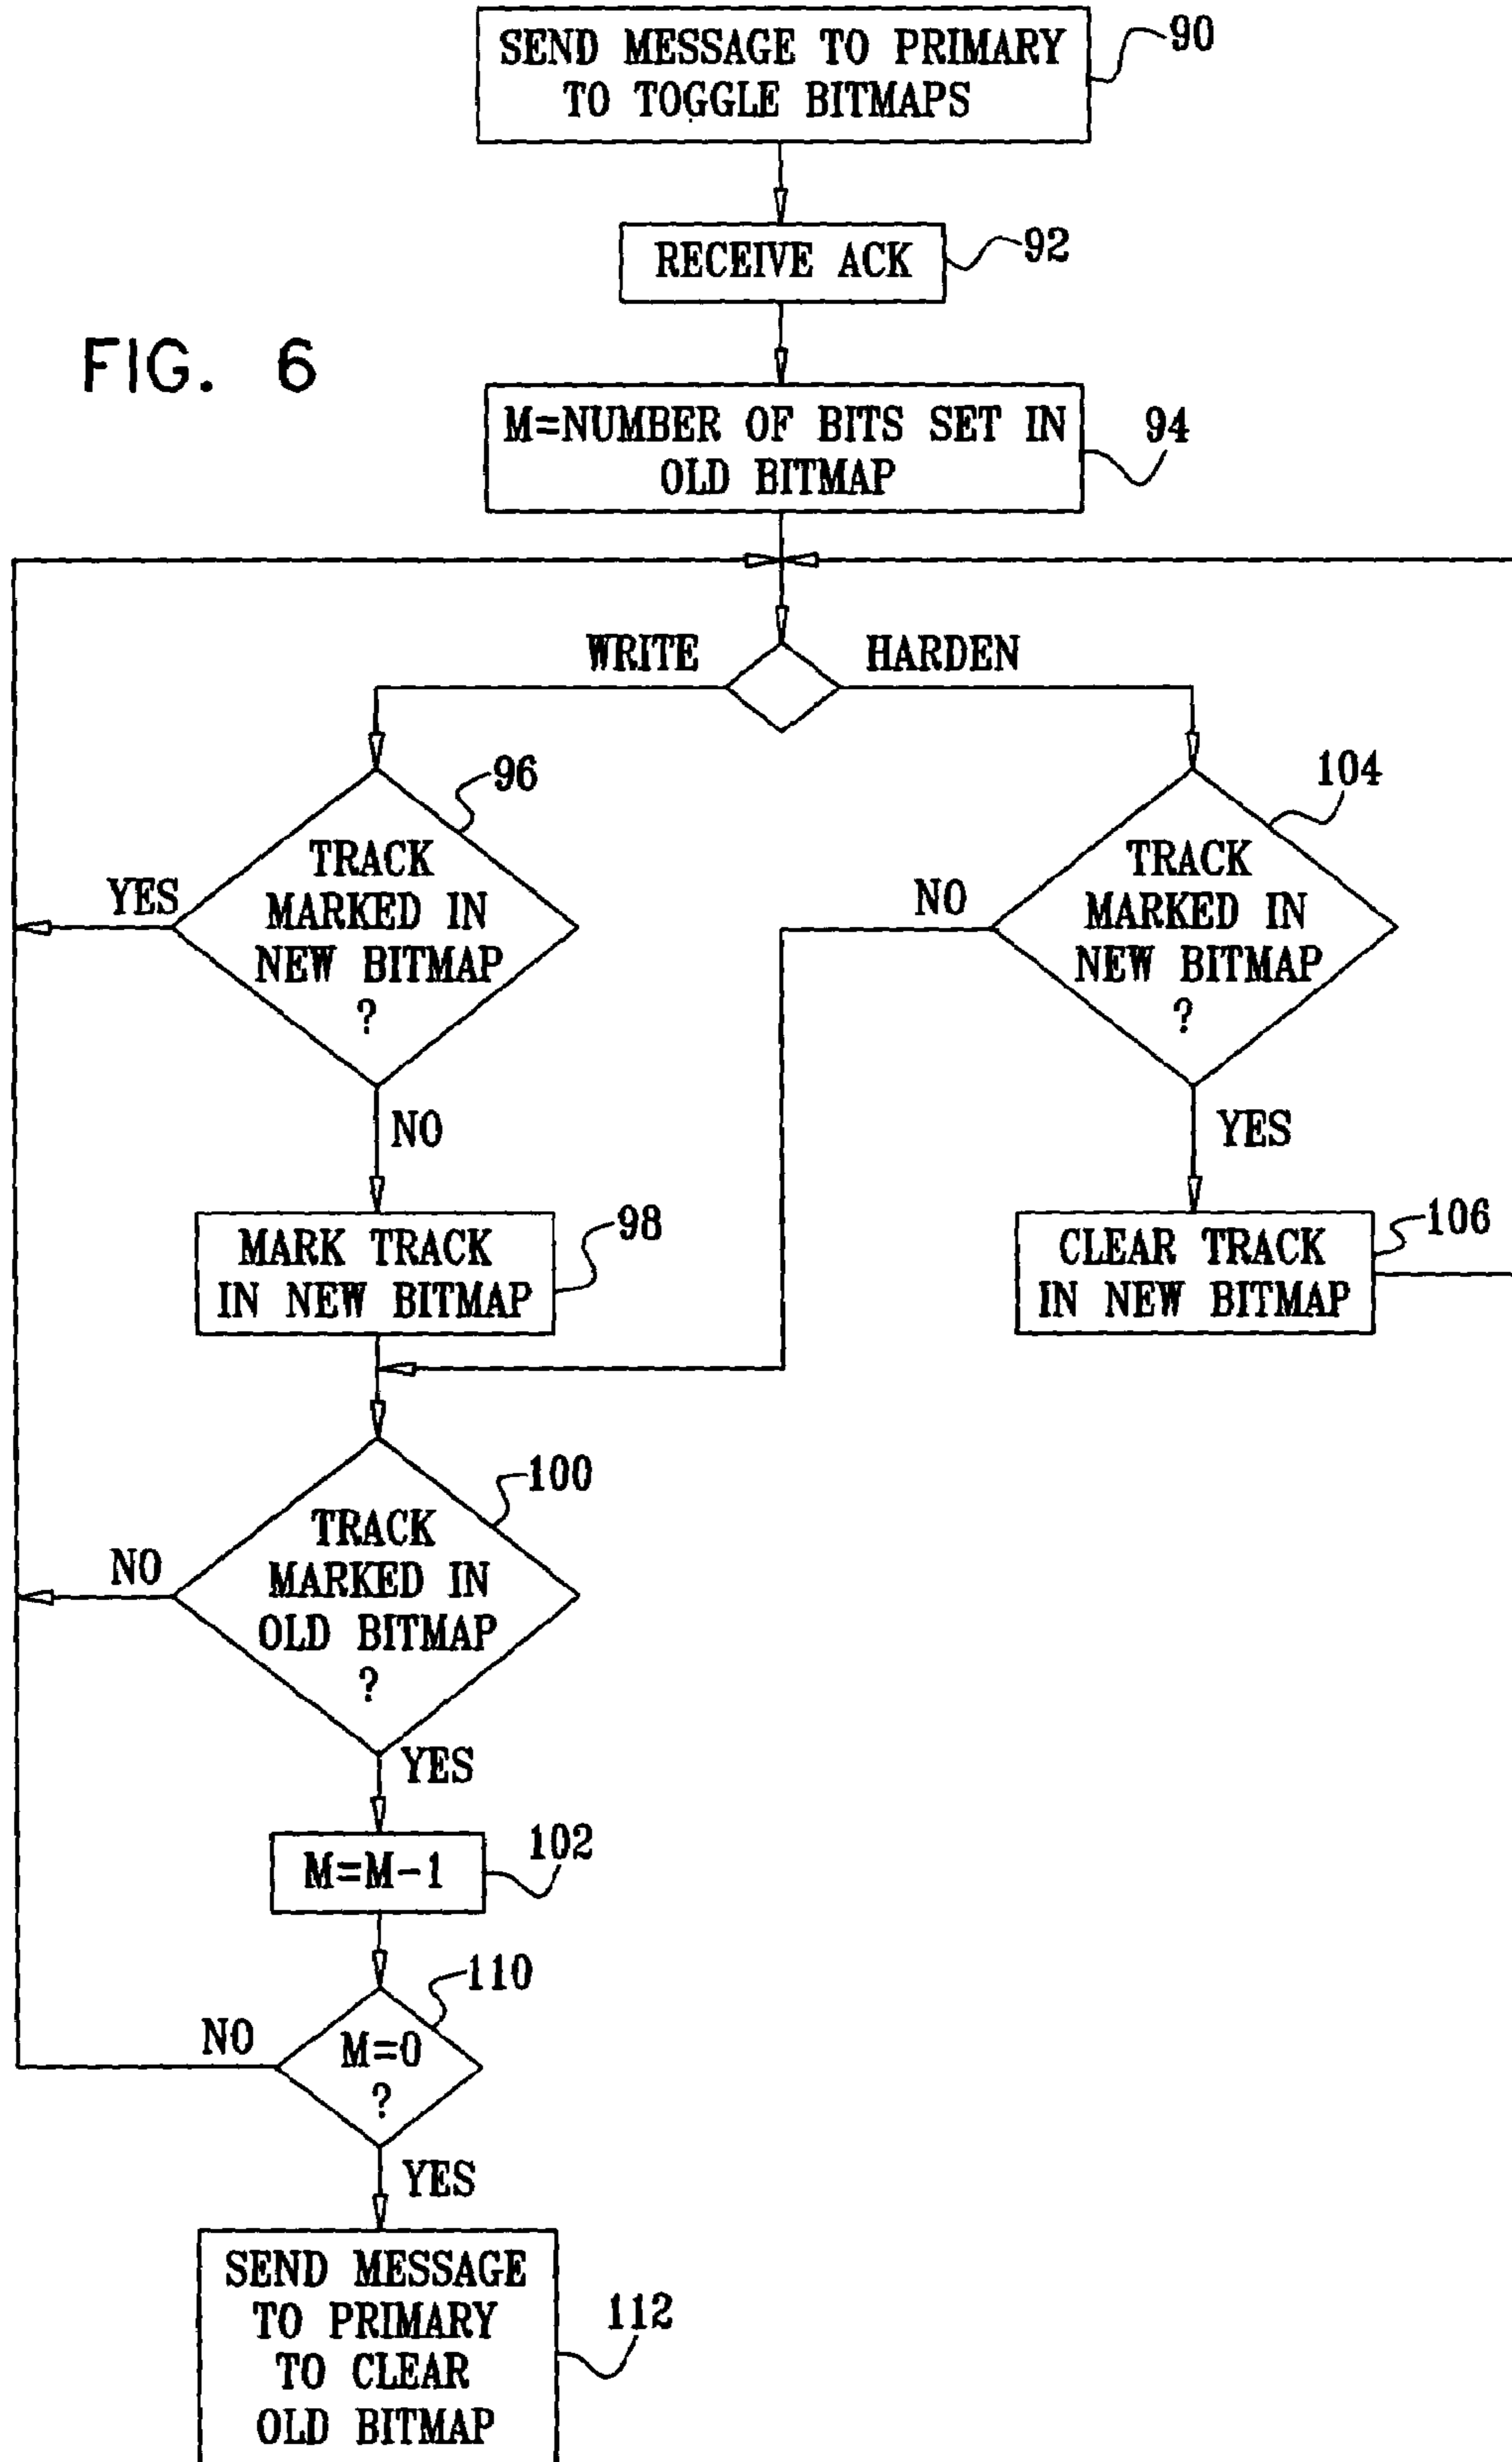 SEND MESSAGE TO PRIMARY
TO TOGGLE BITMAPS
90
RECEIVE ACK
92
FIG. 6
M=NUMBER OF BITS SET IN
OLD BITMAP
94
WRITE
HARDEN
96
TRACK
MARKED IN
NEW BITMAP
?
YES
NO
104
TRACK
MARKED IN
NEW BITMAP
?
NO
YES
MARK TRACK
IN NEW BITMAP
98
CLEAR TRACK
IN NEW BITMAP
106
100
TRACK
MARKED IN
OLD BITMAP
?
NO
YES
M=M-1
102
110
M=0
?
NO
YES
SEND MESSAGE
TO PRIMARY
TO CLEAR
OLD BITMAP
112